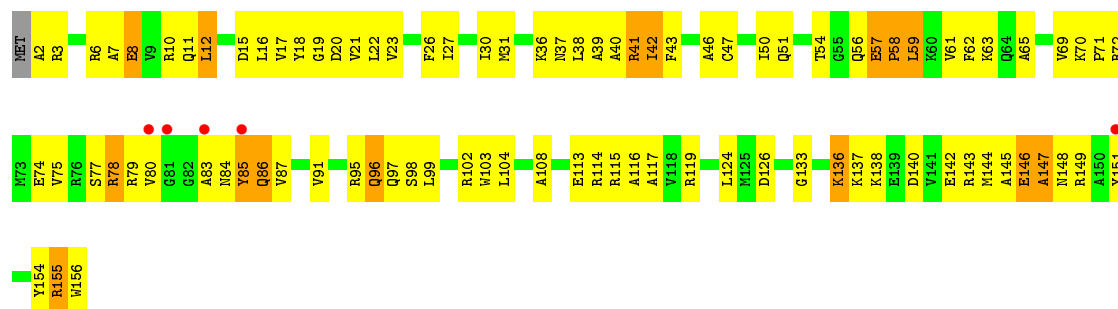 MET A2 R3 R6 A7 E8 V9 R10 Q11 L12 D15 L16 V17 Y18 G19 D20 V21 L22 V23 F26 I27 I30 M31 K36 N37 L38 A39 A40 R41 I42 F43 A46 C47 I50 Q51 T54 G55 Q56 E57 P58 L59 K60 V61 F62 K63 Q64 A65 V69 K70 P71
M73 E74 V75 R76 S77 R78 R79 V80 G81 G82 A83 N84 Y85 Q86 V87 V91 R95 Q96 Q97 S98 L99 R102 W103 L104 A108 E113 R114 R115 A116 A117 V118 R119 L124 M125 D126 G133 K136 K137 K138 E139 D140 V141 E142 R143 M144 A145 E146 A147 N148 R149 A150 Y151
Y154 R155 W156